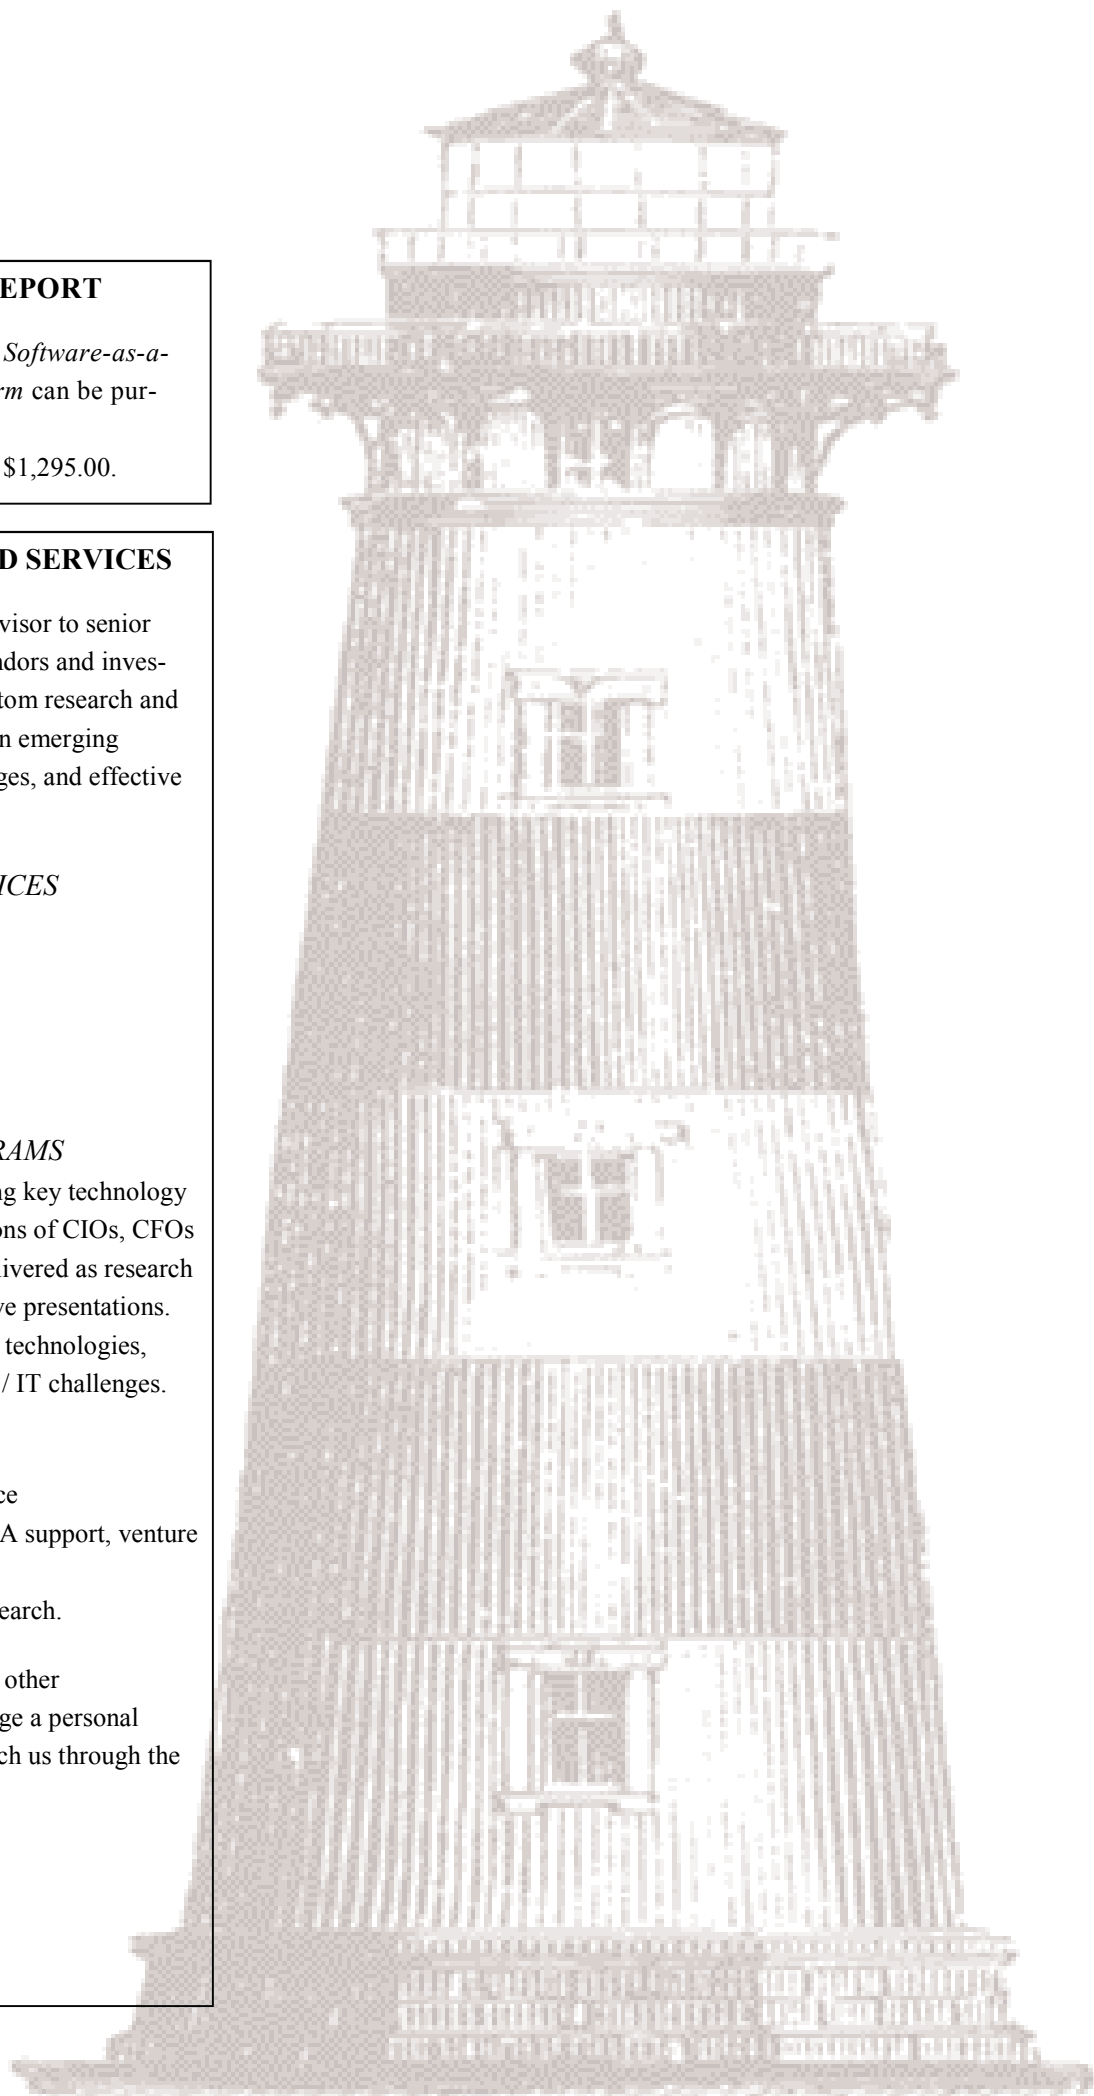 EPORT
Software-as-a-
rm can be pur-
$1,295.00.
D SERVICES
visor to senior
ndors and inves-
tom research and
n emerging
ges, and effective
ICES
RAMS
ng key technology
ons of CIOs, CFOs
livered as research
ve presentations.
technologies,
/ IT challenges.
ce
A support, venture
earch.
other
ge a personal
ch us through the